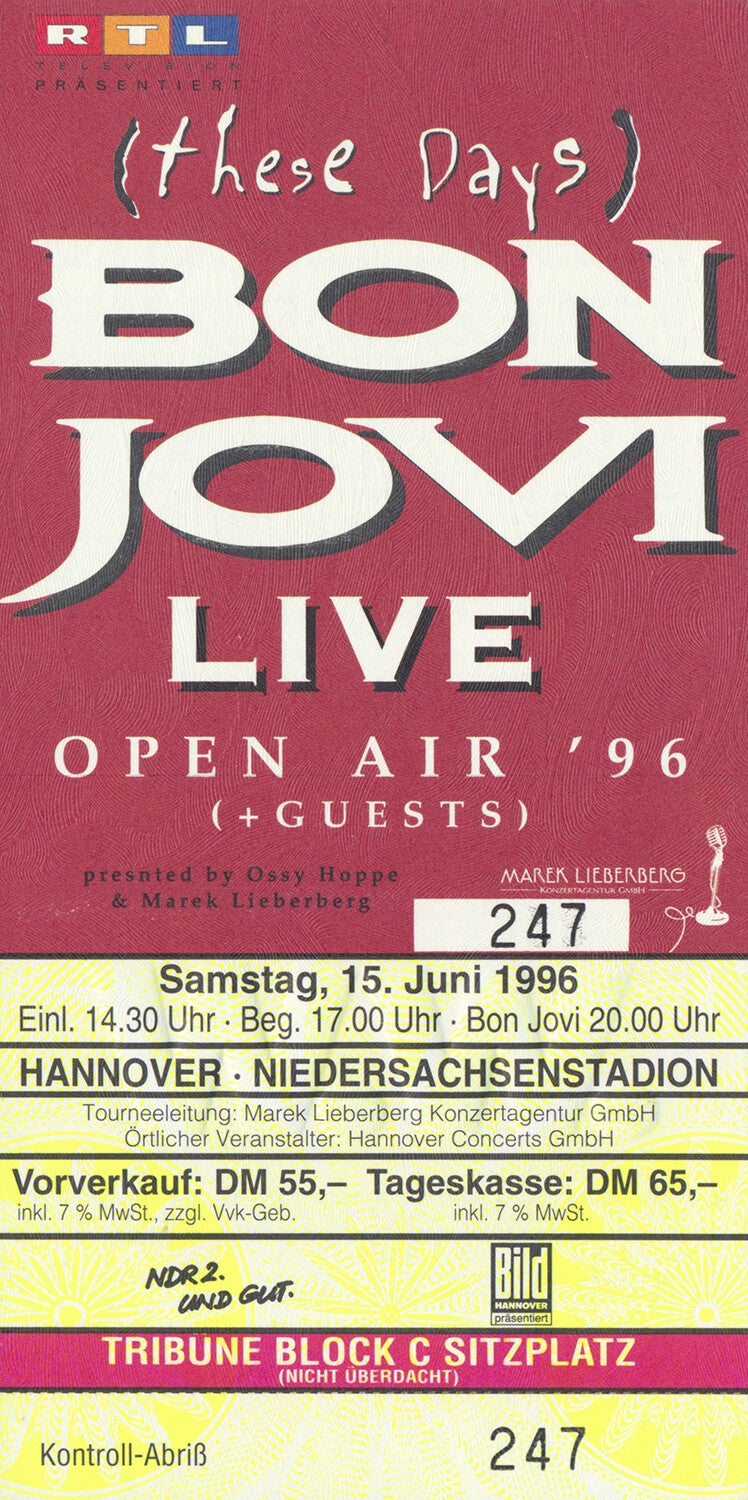 RTL
TELEVISION
PRÄSENTIERT
(these Days)
BON
JOVI
LIVE
OPEN AIR '96
(+GUESTS)
presnted by Ossy Hoppe
& Marek Lieberberg
MAREK LIEBERBERG
KONZERTAGENTUR GMBH
247
Samstag, 15. Juni 1996
Einl. 14.30 Uhr · Beg. 17.00 Uhr · Bon Jovi 20.00 Uhr
HANNOVER · NIEDERSACHSENSTADION
Tourneeleitung: Marek Lieberberg Konzertagentur GmbH
Örtlicher Veranstalter: Hannover Concerts GmbH
Vorverkauf: DM 55,– Tageskasse: DM 65,–
inkl. 7 % MwSt., zzgl. Vvk-Geb. inkl. 7 % MwSt.
NDR 2.
UND GUT.
Bild
HANNOVER
präsentiert
TRIBÜNE BLOCK C SITZPLATZ
(NICHT ÜBERDACHT)
Kontroll-Abriß
247